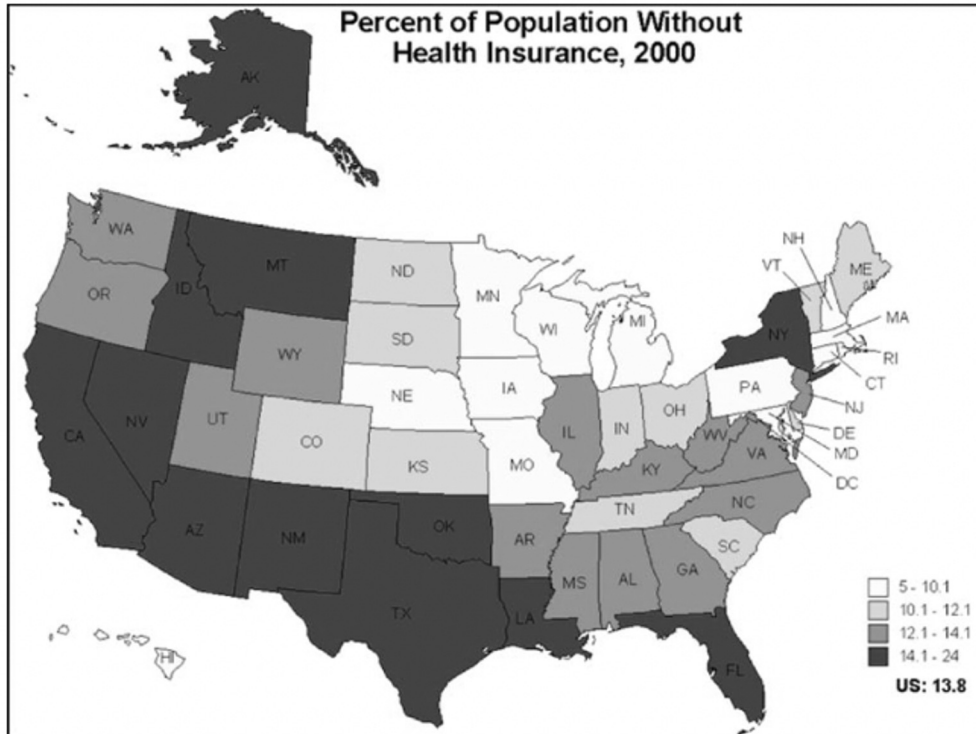 Percent of Population Without
Health Insurance, 2000
AK
WA
MT
ND
MN
NH
VT
ME
OR
ID
SD
WI
MI
NY
MA
RI
CT
WY
NE
IA
PA
NJ
NV
UT
CO
IL
IN
OH
WV
DE
MD
CA
KS
MO
KY
VA
DC
AZ
NM
OK
AR
TN
NC
SC
MS
AL
GA
TX
LA
FL
HI
5 - 10.1
10.1 - 12.1
12.1 - 14.1
14.1 - 24
US: 13.8